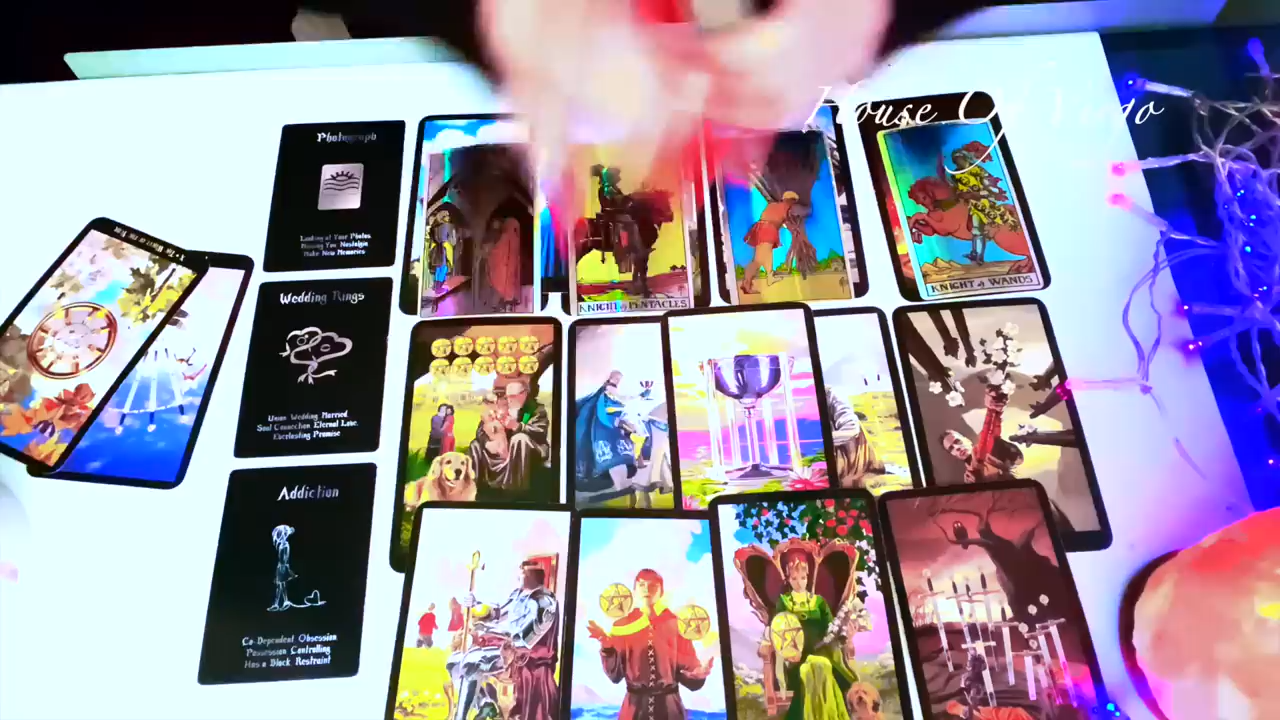 House Of Virgo
Photograph
Looking at Your Photos
Missing You Nostalgia
Make New Memories
KNIGHT of PENTACLES
KNIGHT of WANDS
Wedding Rings
Union Wedding Married
Soul Connection Eternal Love
Everlasting Promise
Addiction
Co-Dependent Obsession
Possession Controlling
Has a Block Restraint